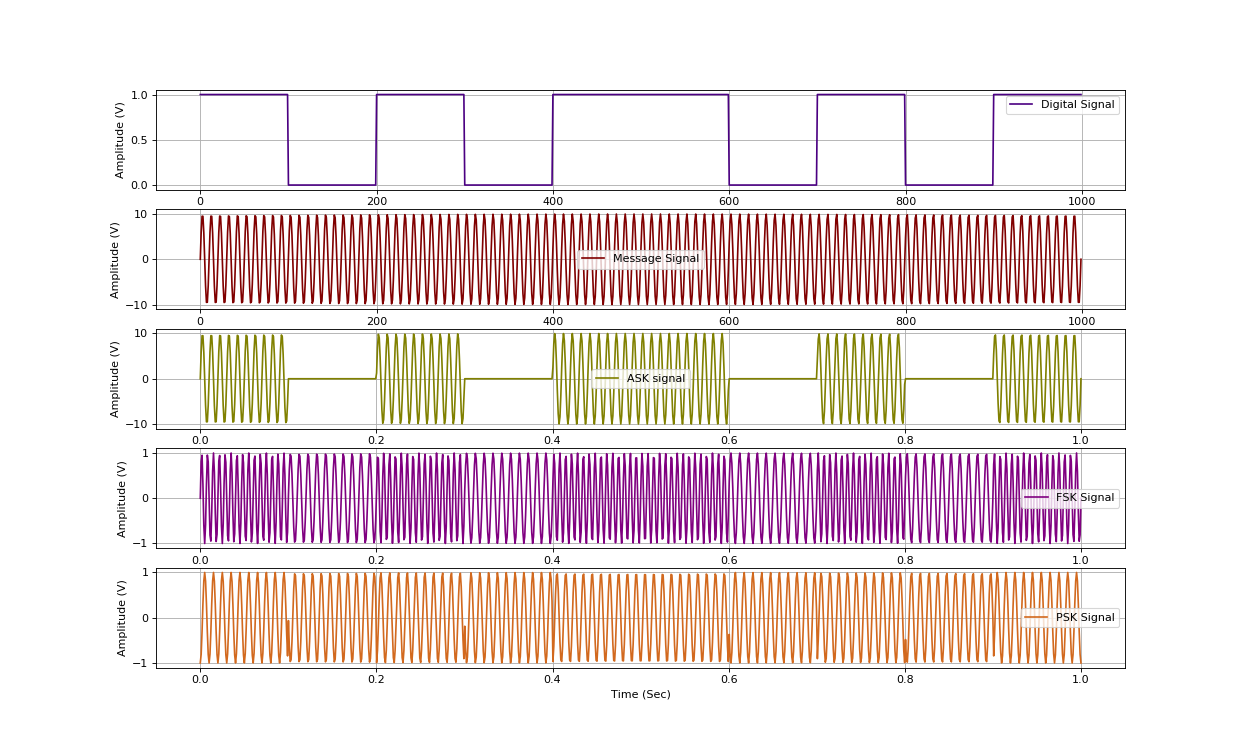 1.0
0.5
0.0
Amplitude (V)
Digital Signal
0 200 400 600 800 1000
10
0
−10
Amplitude (V)
Message Signal
0 200 400 600 800 1000
10
0
−10
Amplitude (V)
ASK signal
0.0 0.2 0.4 0.6 0.8 1.0
1
0
−1
Amplitude (V)
FSK Signal
0.0 0.2 0.4 0.6 0.8 1.0
1
0
−1
Amplitude (V)
PSK Signal
0.0 0.2 0.4 0.6 0.8 1.0
Time (Sec)